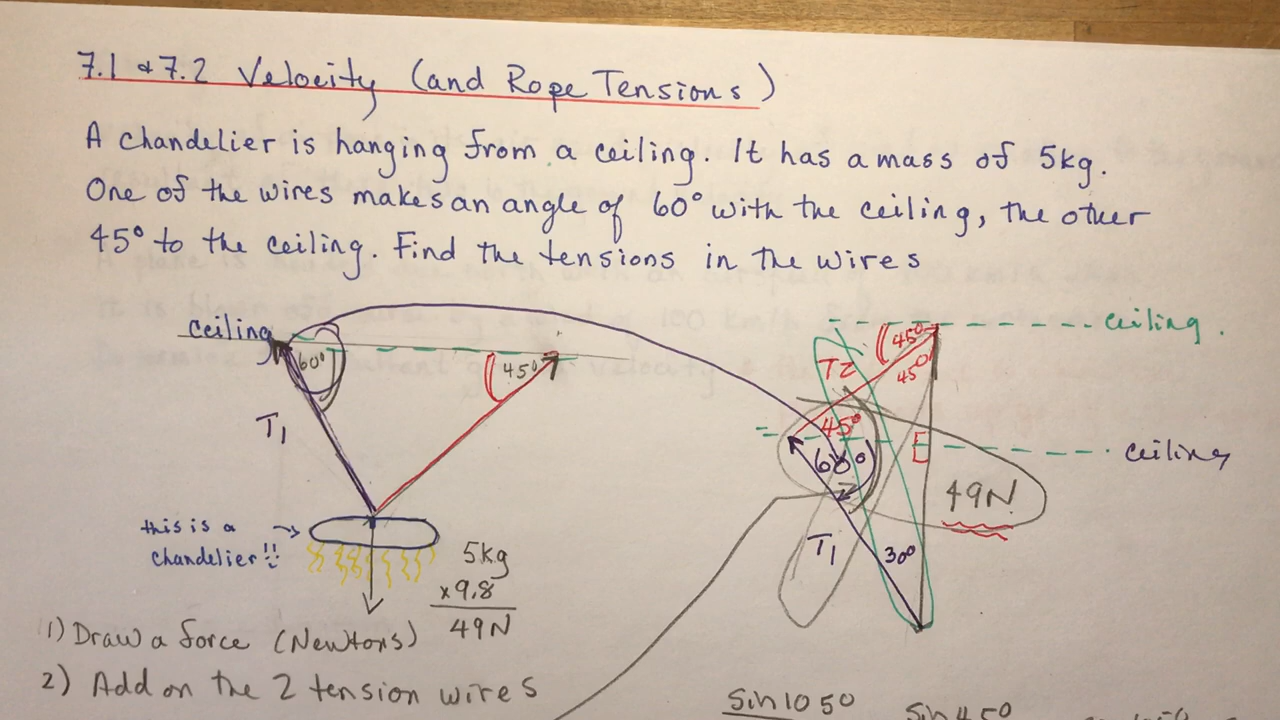 7.1 & 7.2 Velocity (and Rope Tensions)
A chandelier is hanging from a ceiling. It has a mass of 5kg.
One of the wires makes an angle of 60° with the ceiling, the other
45° to the ceiling. Find the tensions in the wires
ceiling
60°
45°
T1
this is a
chandelier!!
5kg
x9.8
49N
1) Draw a force (Newtons)
2) Add on the 2 tension wires
ceiling.
45°
T2
45°
45°
ceiling
60°
E
49N
T1
30°
Sin 105°
Sin 45°